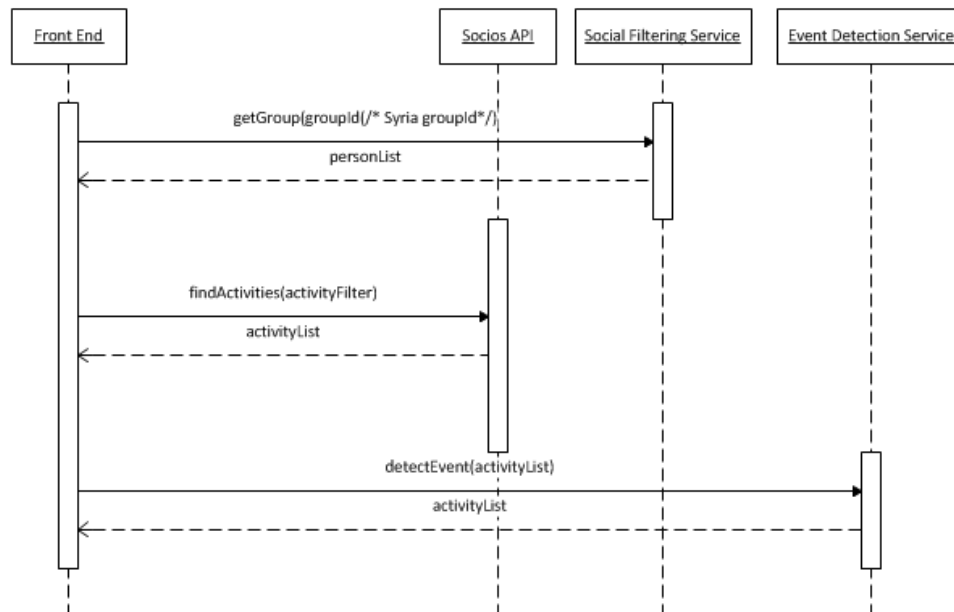 Front End
Socios API
Social Filtering Service
Event Detection Service
getGroup(groupId(/* Syria groupId*/)
personList
findActivities(activityFilter)
activityList
detectEvent(activityList)
activityList